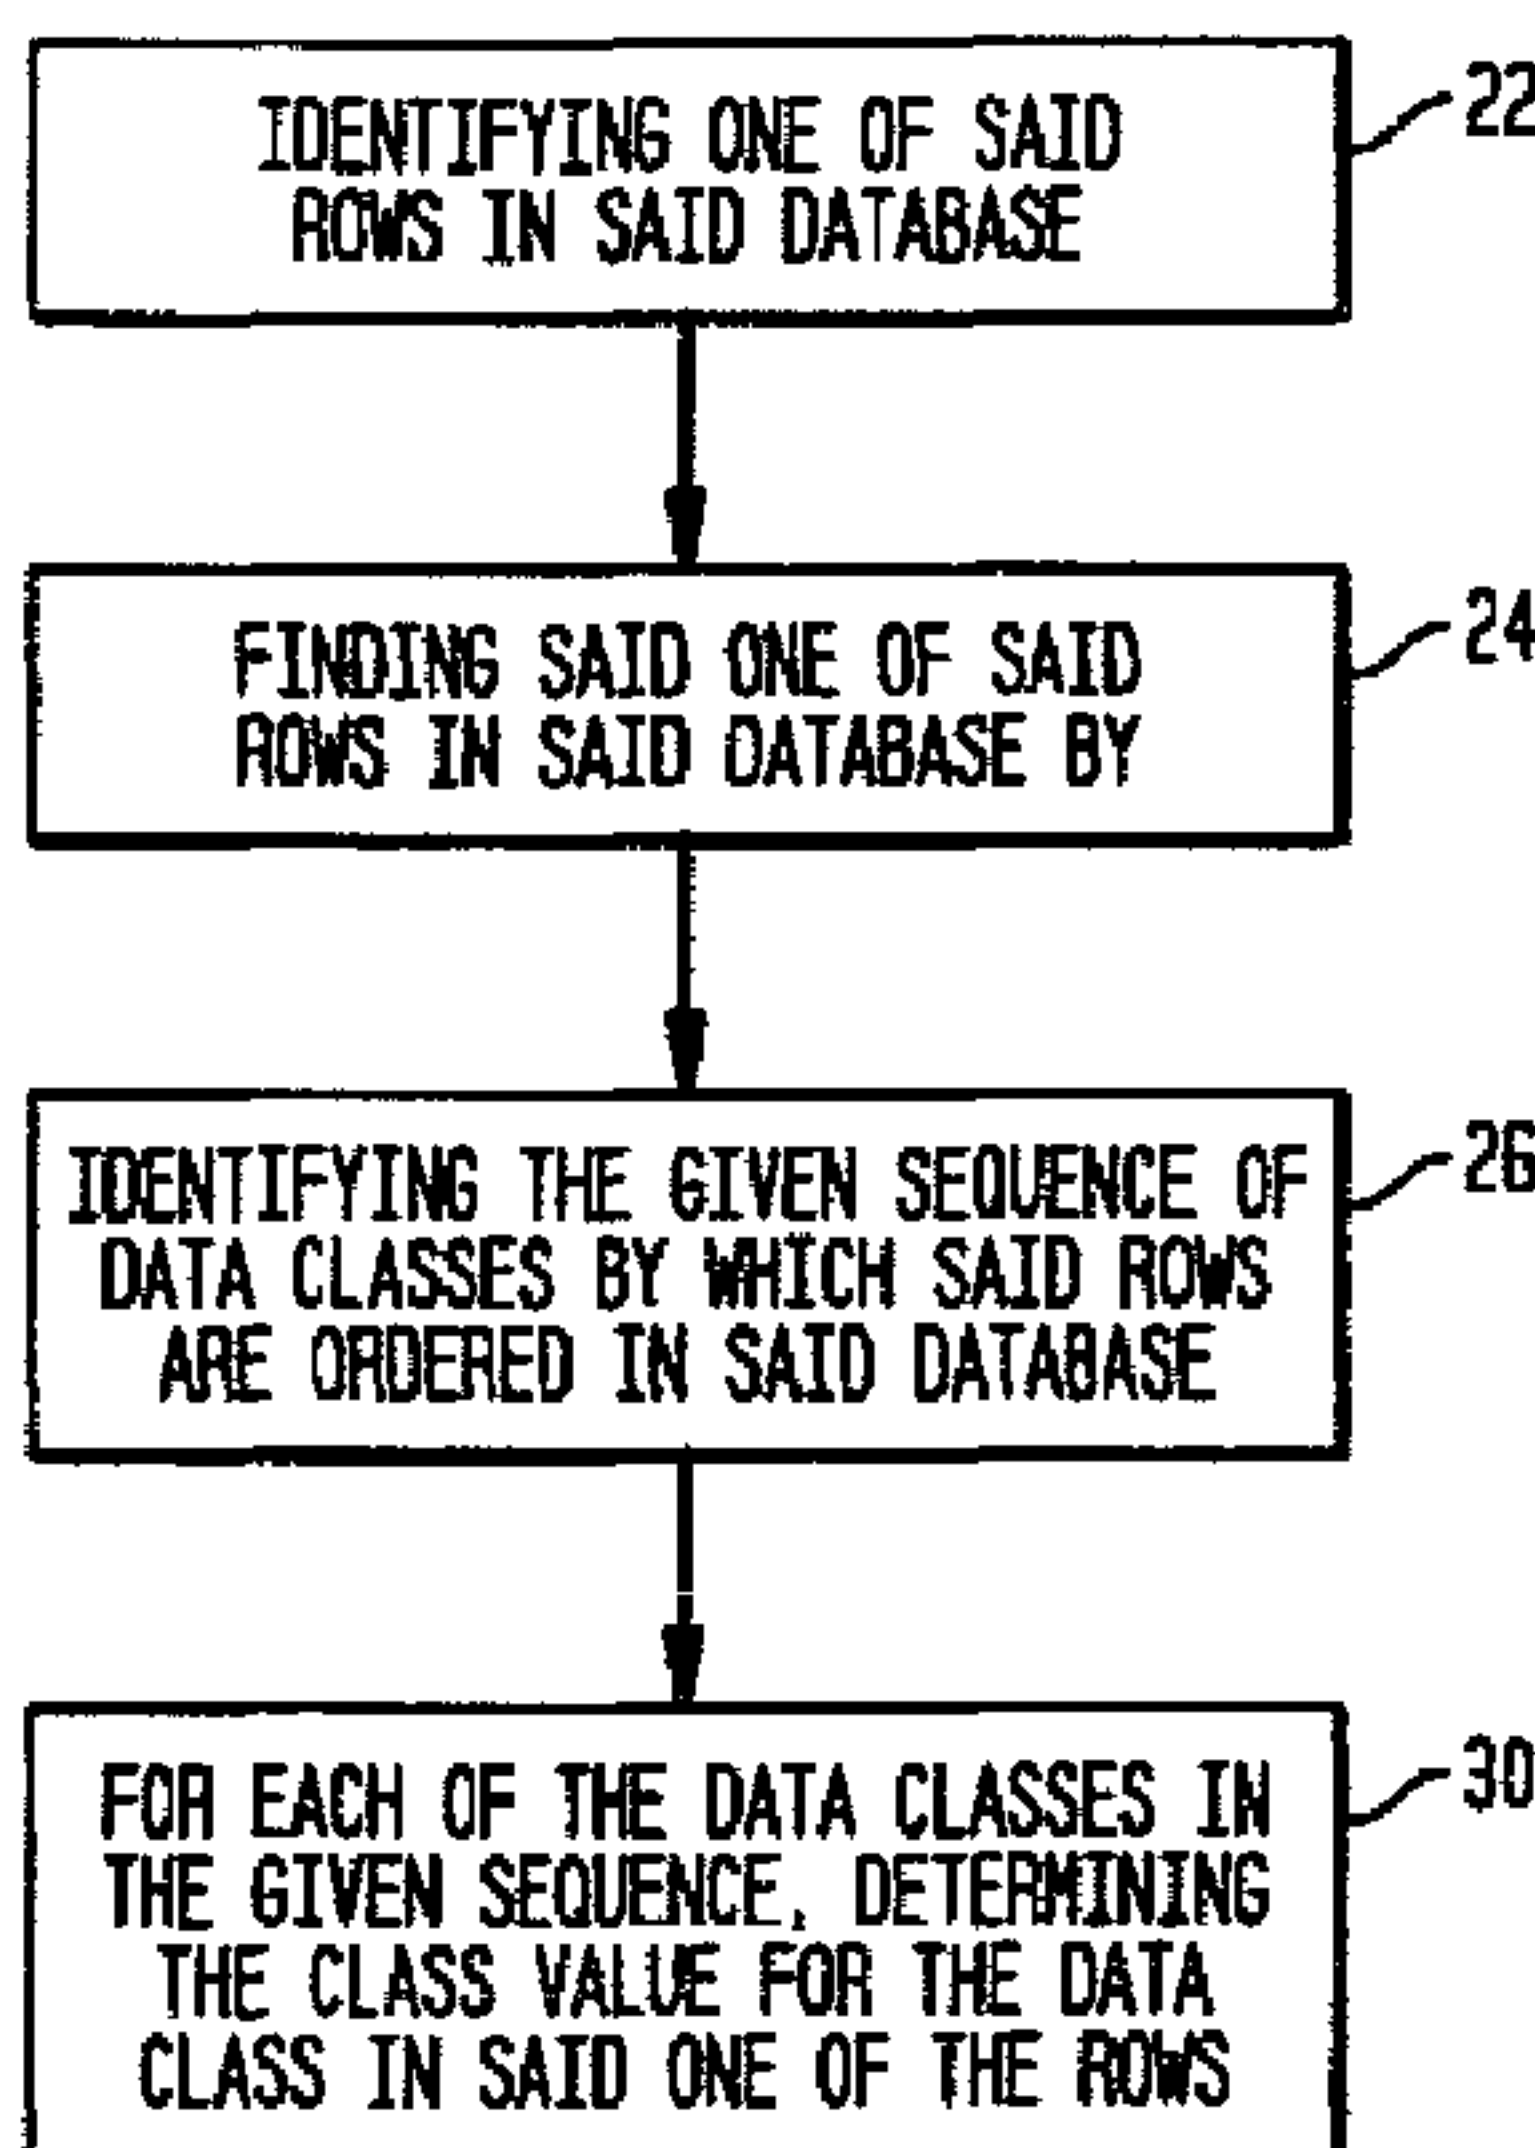 IDENTIFYING ONE OF SAID
ROWS IN SAID DATABASE
22
FINDING SAID ONE OF SAID
ROWS IN SAID DATABASE BY
24
IDENTIFYING THE GIVEN SEQUENCE OF
DATA CLASSES BY WHICH SAID ROWS
ARE ORDERED IN SAID DATABASE
26
FOR EACH OF THE DATA CLASSES IN
THE GIVEN SEQUENCE, DETERMINING
THE CLASS VALUE FOR THE DATA
CLASS IN SAID ONE OF THE ROWS
30